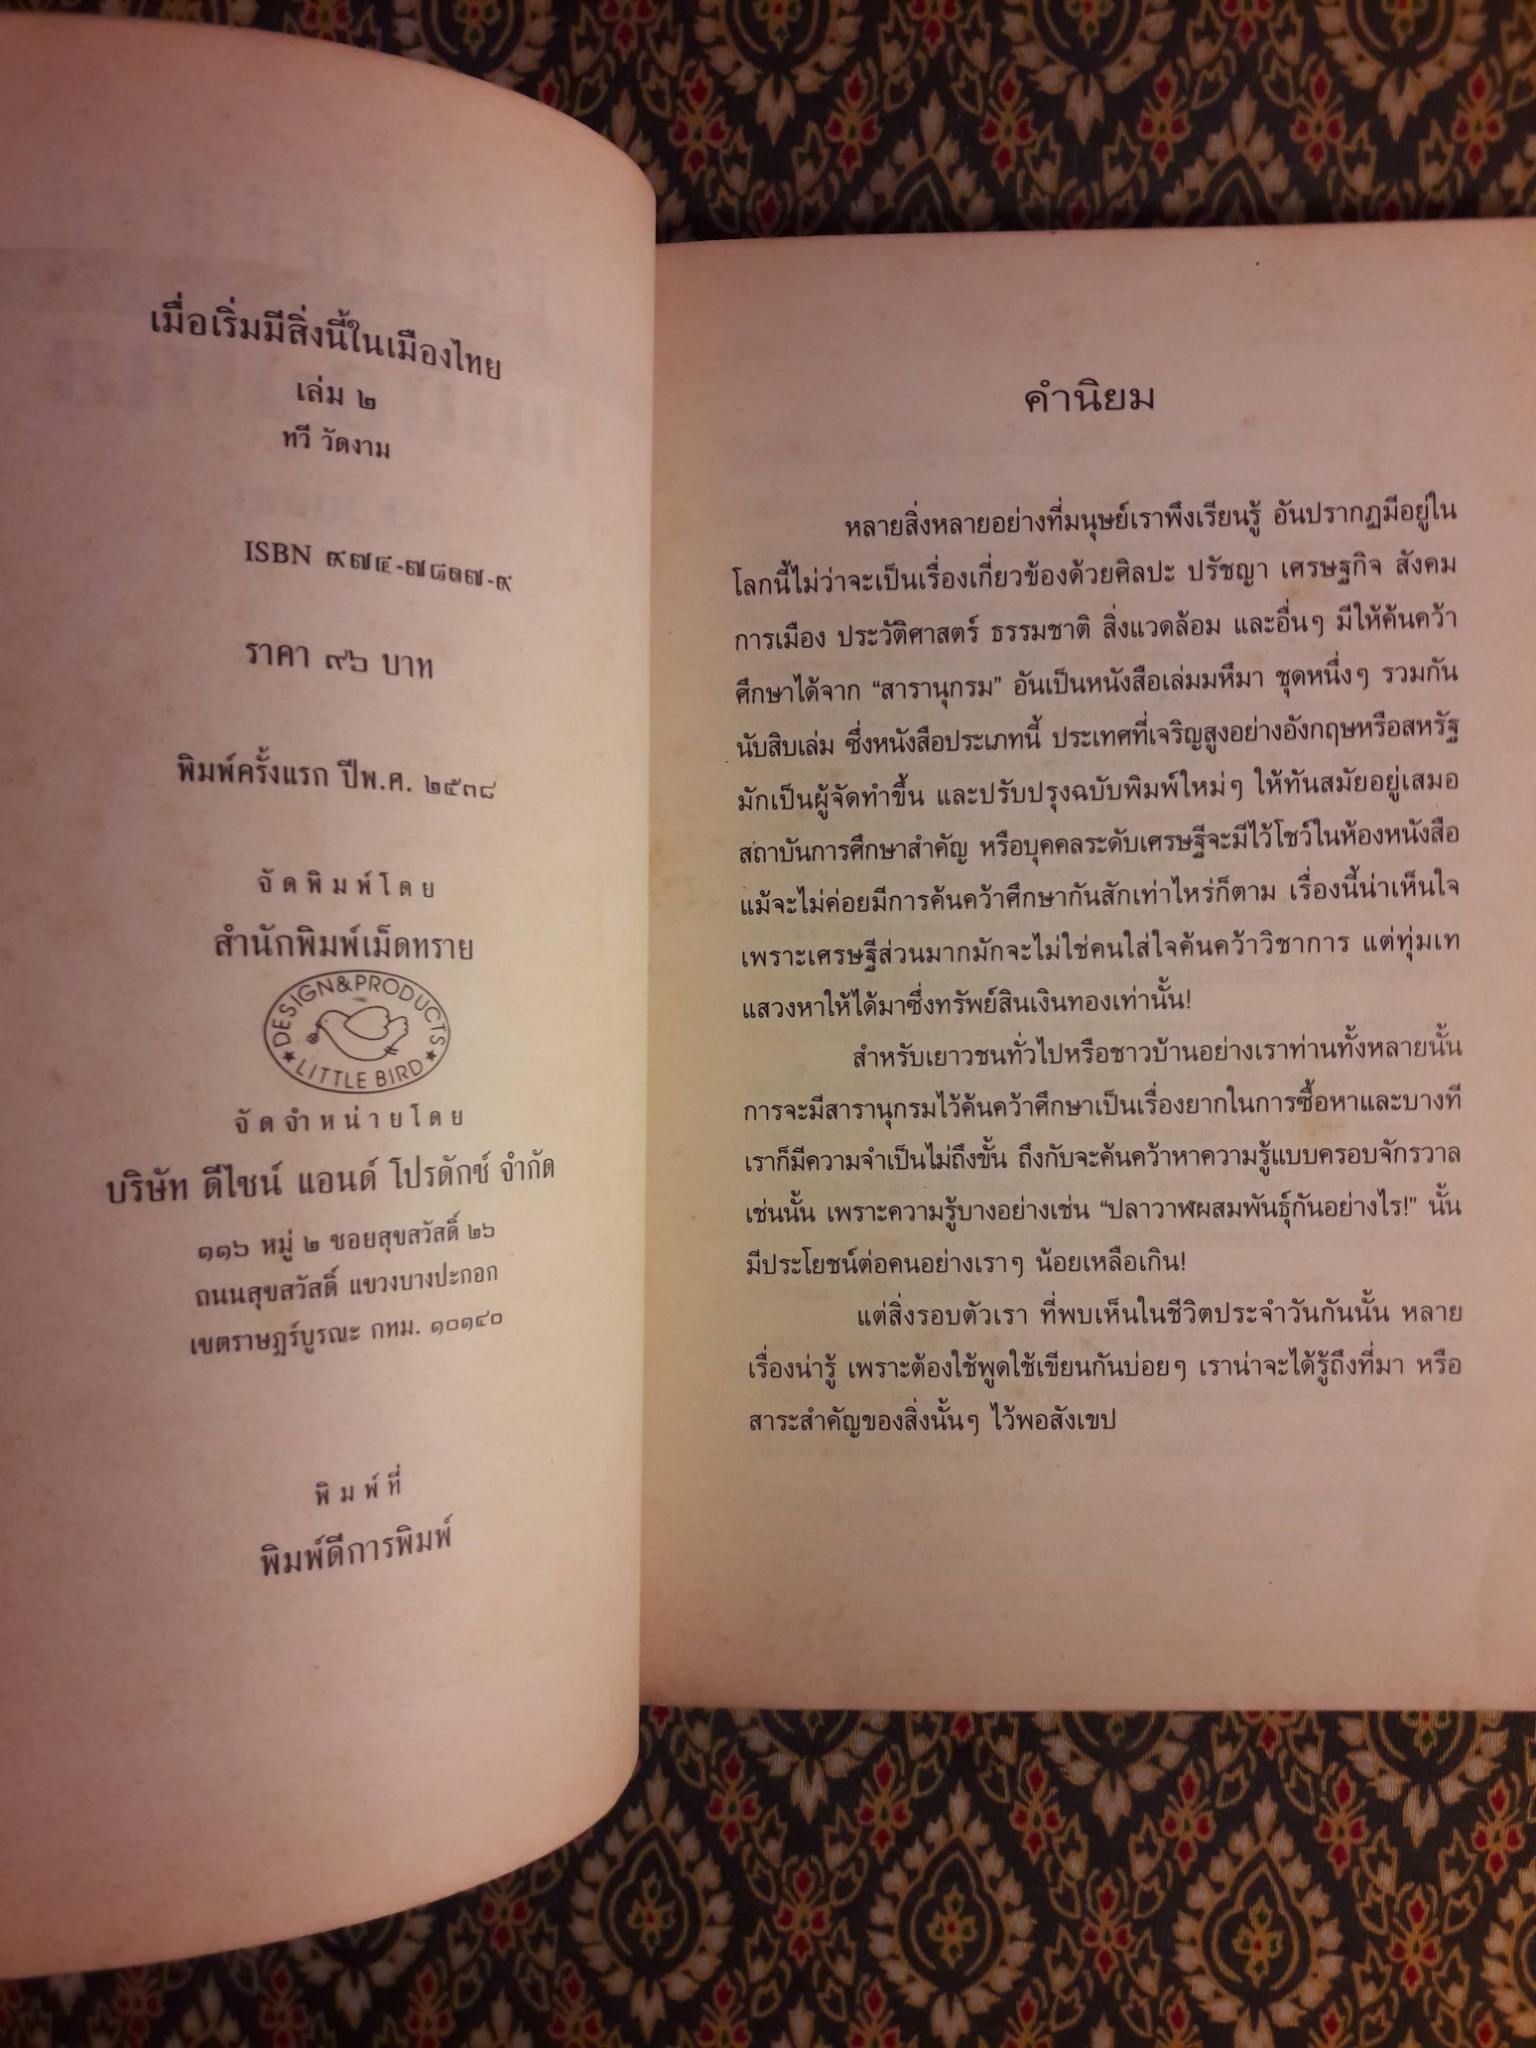 เมื่อเริ่มมีสิ่งนี้ในเมืองไทย
เล่ม ๒
ทวี วัดงาม
ISBN ๙๗๔-๗๘๑๗-๙
ราคา ๙๖ บาท
พิมพ์ครั้งแรก ปีพ.ศ. ๒๕๓๘
จัดพิมพ์โดย
สำนักพิมพ์เม็ดทราย
DESIGN&PRODUCTS
★ LITTLE BIRD ★
จัดจำหน่ายโดย
บริษัท ดีไซน์ แอนด์ โปรดักซ์ จำกัด
๑๑๖ หมู่ ๒ ซอยสุขสวัสดิ์ ๒๖
ถนนสุขสวัสดิ์ แขวงบางปะกอก
เขตราษฎร์บูรณะ กทม. ๑๐๑๔๐
พิมพ์ที่
พิมพ์ดีการพิมพ์
คำนิยม
หลายสิ่งหลายอย่างที่มนุษย์เราพึงเรียนรู้ อันปรากฏมีอยู่ใน
โลกนี้ไม่ว่าจะเป็นเรื่องเกี่ยวข้องด้วยศิลปะ ปรัชญา เศรษฐกิจ สังคม
การเมือง ประวัติศาสตร์ ธรรมชาติ สิ่งแวดล้อม และอื่นๆ มีให้ค้นคว้า
ศึกษาได้จาก “สารานุกรม” อันเป็นหนังสือเล่มมหึมา ชุดหนึ่งๆ รวมกัน
นับสิบเล่ม ซึ่งหนังสือประเภทนี้ ประเทศที่เจริญสูงอย่างอังกฤษหรือสหรัฐ
มักเป็นผู้จัดทำขึ้น และปรับปรุงฉบับพิมพ์ใหม่ๆ ให้ทันสมัยอยู่เสมอ
สถาบันการศึกษาสำคัญ หรือบุคคลระดับเศรษฐีจะมีไว้โชว์ในห้องหนังสือ
แม้จะไม่ค่อยมีการค้นคว้าศึกษากันสักเท่าไหร่ก็ตาม เรื่องนี้น่าเห็นใจ
เพราะเศรษฐีส่วนมากมักจะไม่ใช่คนใส่ใจค้นคว้าวิชาการ แต่ทุ่มเท
แสวงหาให้ได้มาซึ่งทรัพย์สินเงินทองเท่านั้น!
สำหรับเยาวชนทั่วไปหรือชาวบ้านอย่างเราท่านทั้งหลายนั้น
การจะมีสารานุกรมไว้ค้นคว้าศึกษาเป็นเรื่องยากในการซื้อหาและบางที
เราก็มีความจำเป็นไม่ถึงขั้น ถึงกับจะค้นคว้าหาความรู้แบบครอบจักรวาล
เช่นนั้น เพราะความรู้บางอย่างเช่น “ปลาวาฬผสมพันธุ์กันอย่างไร!” นั้น
มีประโยชน์ต่อคนอย่างเราๆ น้อยเหลือเกิน!
แต่สิ่งรอบตัวเรา ที่พบเห็นในชีวิตประจำวันกันนั้น หลาย
เรื่องน่ารู้ เพราะต้องใช้พูดใช้เขียนกันบ่อยๆ เราน่าจะได้รู้ถึงที่มา หรือ
สาระสำคัญของสิ่งนั้นๆ ไว้พอสังเขป